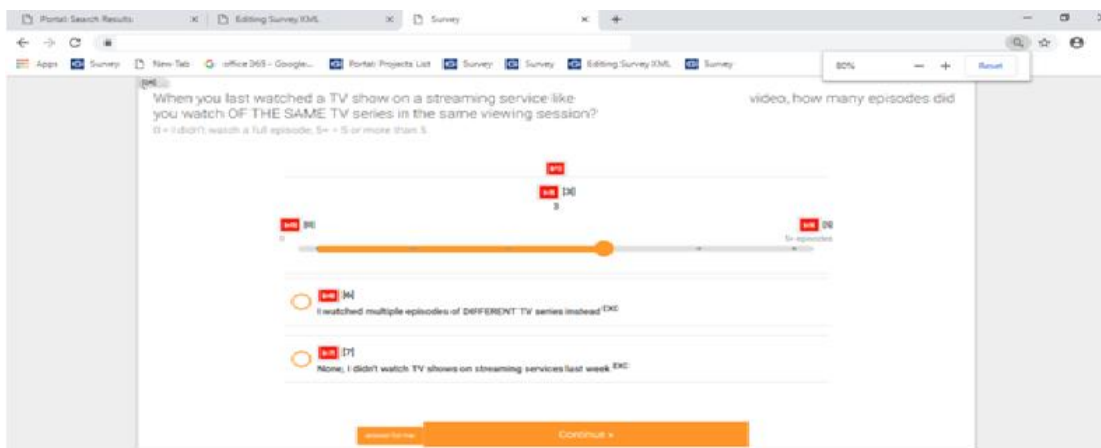 Portal: Search Results
Editing Survey XML
Survey
Apps Survey New Tab office 365 - Google... Portal: Projects List Survey Survey Editing Survey XML Survey
80% − + Reset
When you last watched a TV show on a streaming service like video, how many episodes did
you watch OF THE SAME TV series in the same viewing session?
0 = I didn't watch a full episode, 5+ = 5 or more than 5
[3]
3
[0] [5]
0 5+ episodes
[6]
I watched multiple episodes of DIFFERENT TV series instead EXC
[7]
None, I didn't watch TV shows on streaming services last week EXC
Continue »